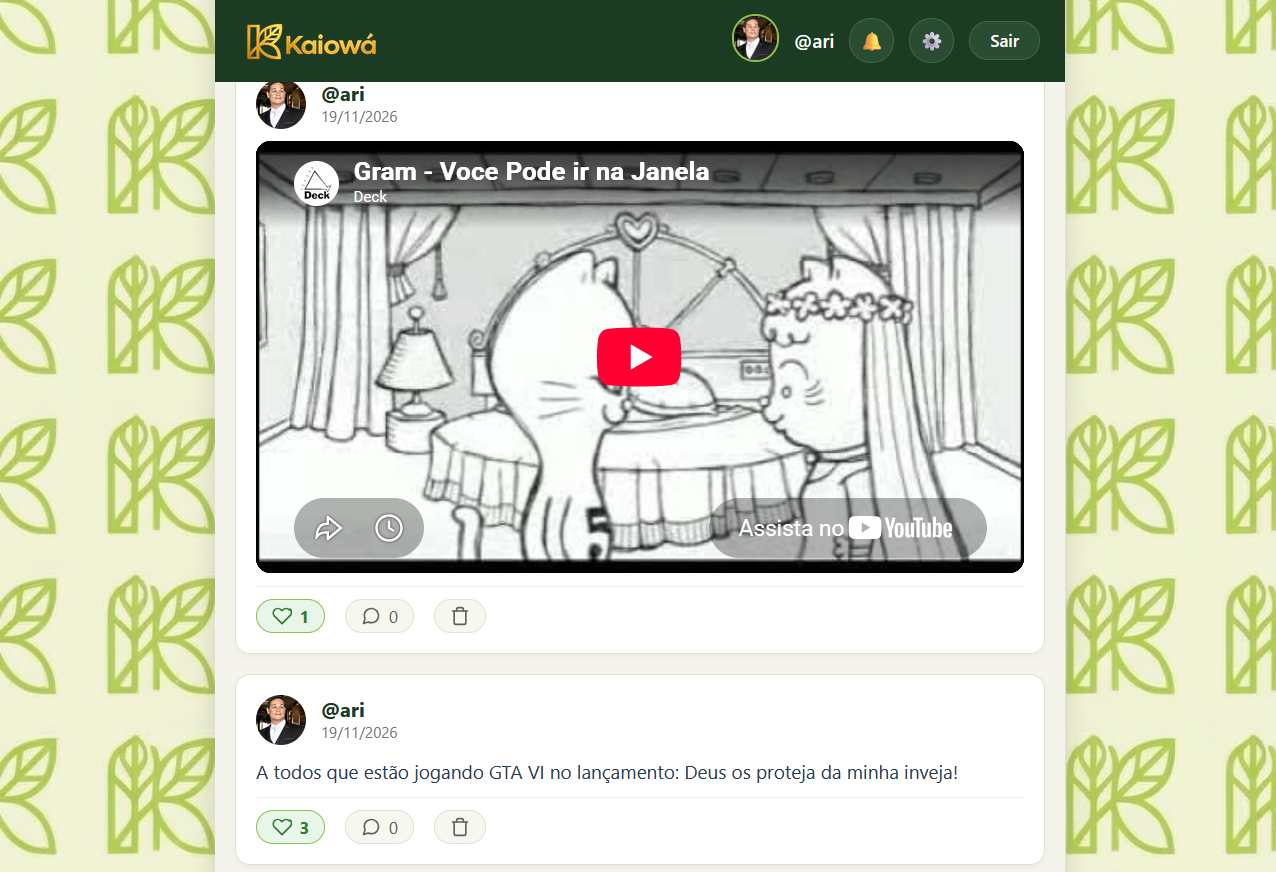 Kaiowá
@ari
Sair
@ari
19/11/2026
Gram - Voce Pode ir na Janela
Deck
Deck
5
Assista no YouTube
1
0
@ari
19/11/2026
A todos que estão jogando GTA VI no lançamento: Deus os proteja da minha inveja!
3
0